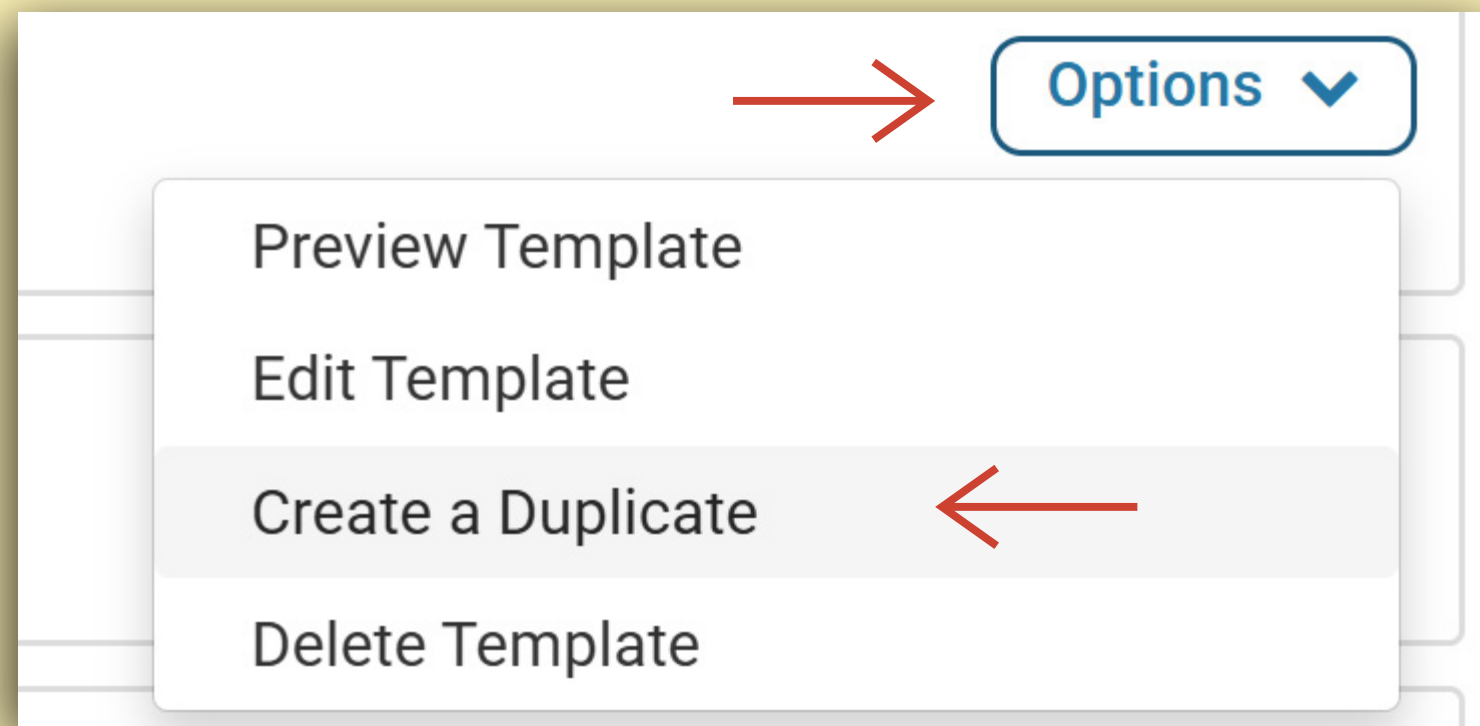 Options
Preview Template
Edit Template
Create a Duplicate
Delete Template